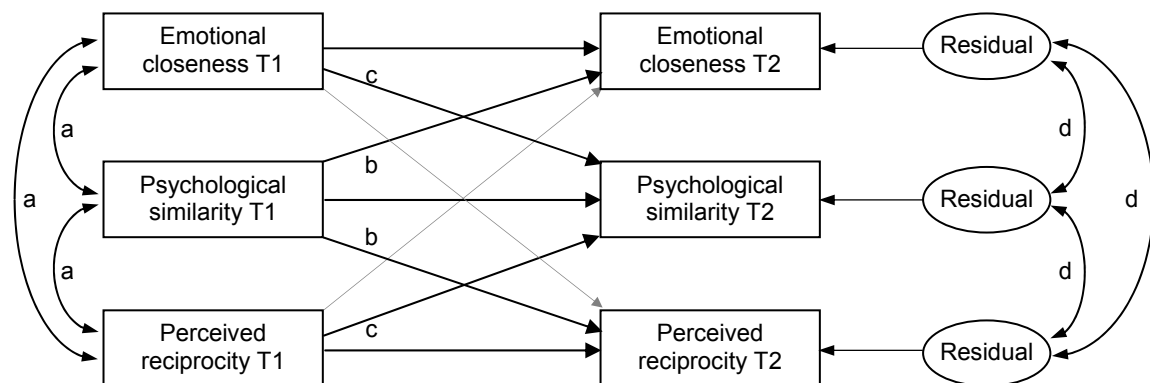 Emotional
closeness T1
Emotional
closeness T2
Residual
c
a
d
b
Psychological
similarity T1
Psychological
similarity T2
Residual
a
d
b
a
d
c
Perceived
reciprocity T1
Perceived
reciprocity T2
Residual